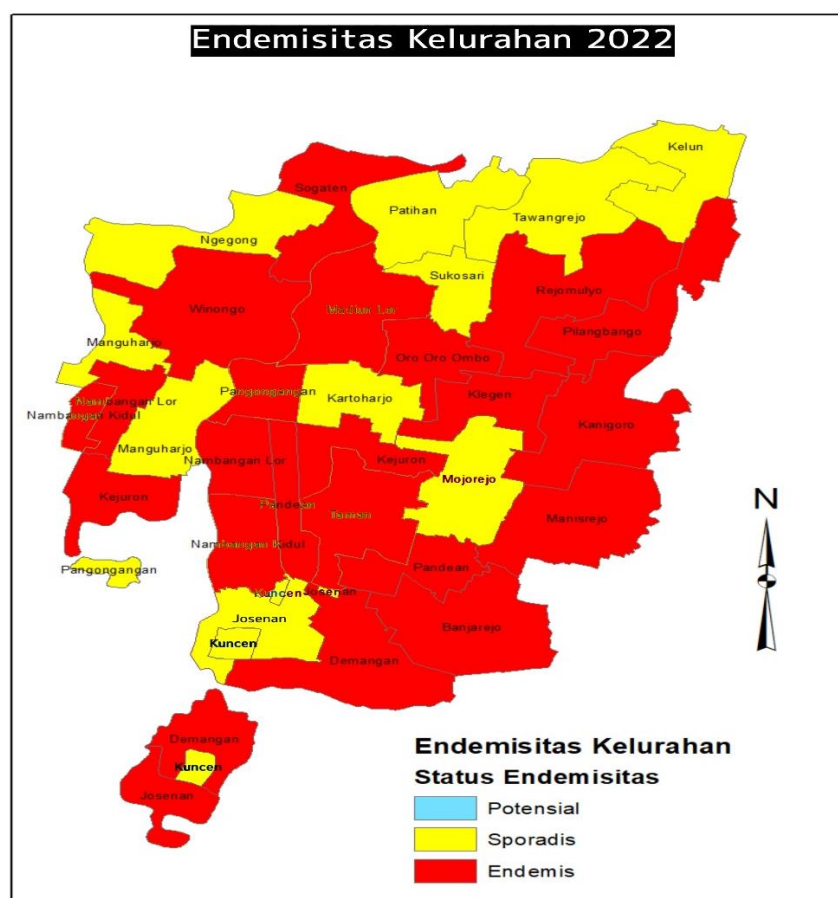 Endemisitas Kelurahan 2022
Kelun
Sogaten
Patihan
Tawangrejo
Ngegong
Sukosari
Rejomulyo
Winongo
Madiun Lor
Pilangbango
Manguharjo
Oro Oro Ombo
Pangongangan
Klegen
Nambangan Lor
Kartoharjo
Nambangan Kidul
Kanigoro
Manguharjo
Nambangan Lor
Kejuron
Mojorejo
Kejuron
Pandean
Taman
Manisrejo
Nambangan Kidul
Pangongangan
Pandean
Kuncen
Josenan
Josenan
Banjarejo
Kuncen
Demangan
Demangan
Kuncen
Josenan
N
Endemisitas Kelurahan
Status Endemisitas
Potensial
Sporadis
Endemis